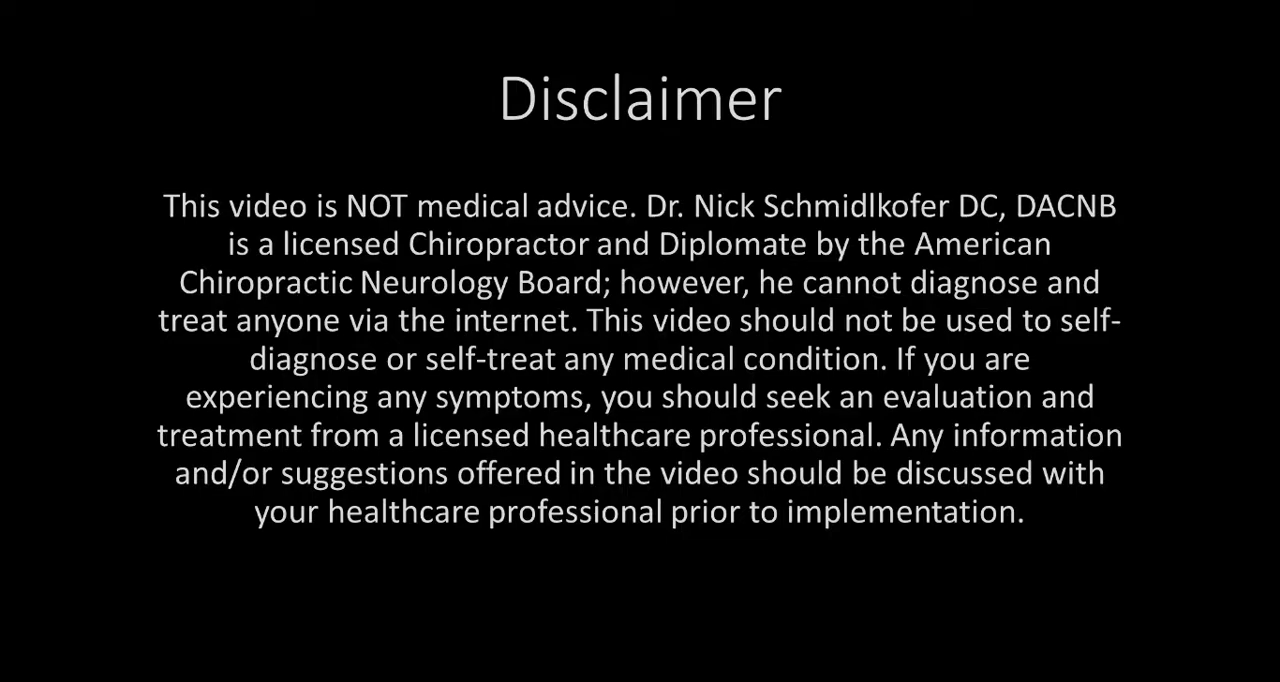 Disclaimer
This video is NOT medical advice. Dr. Nick Schmidlkofer DC, DACNB
is a licensed Chiropractor and Diplomate by the American
Chiropractic Neurology Board; however, he cannot diagnose and
treat anyone via the internet. This video should not be used to self-
diagnose or self-treat any medical condition. If you are
experiencing any symptoms, you should seek an evaluation and
treatment from a licensed healthcare professional. Any information
and/or suggestions offered in the video should be discussed with
your healthcare professional prior to implementation.